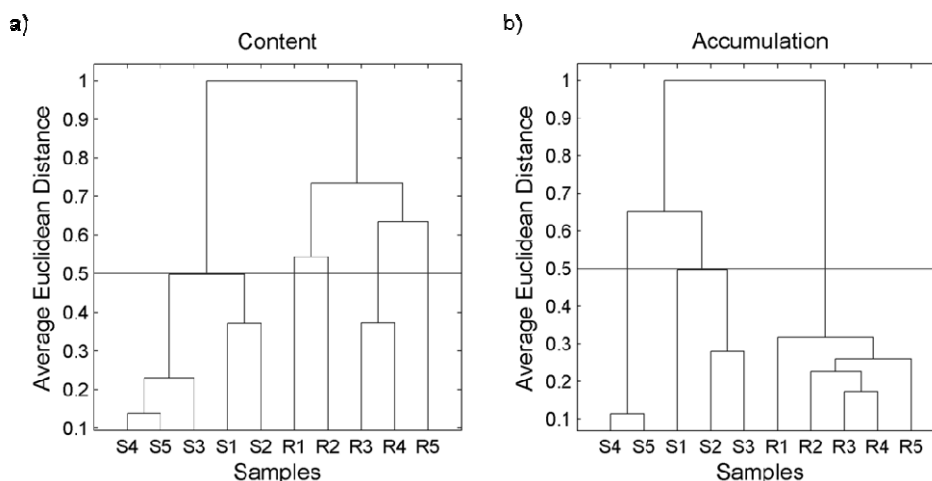 a)
Content
Average Euclidean Distance
1
0.9
0.8
0.7
0.6
0.5
0.4
0.3
0.2
0.1
S4 S5 S3 S1 S2 R1 R2 R3 R4 R5
Samples
b)
Accumulation
Average Euclidean Distance
1
0.9
0.8
0.7
0.6
0.5
0.4
0.3
0.2
0.1
S4 S5 S1 S2 S3 R1 R2 R3 R4 R5
Samples